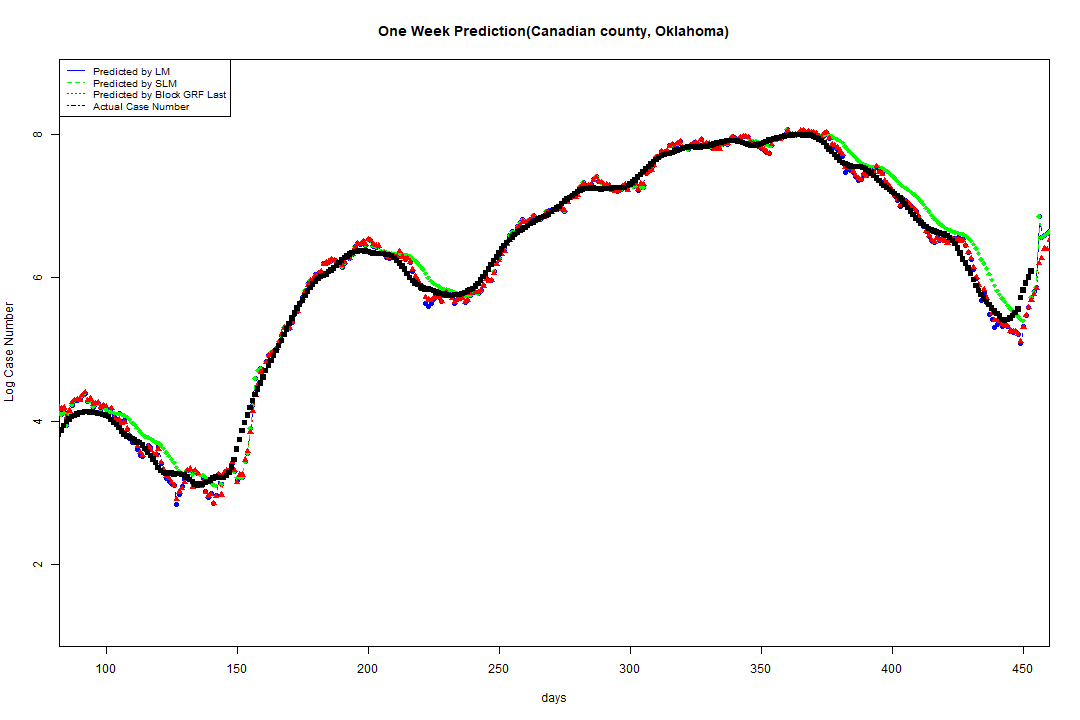 One Week Prediction(Canadian county, Oklahoma)
Predicted by LM
Predicted by SLM
Predicted by Block GRF Last
Actual Case Number
8
6
4
2
Log Case Number
100 150 200 250 300 350 400 450
days